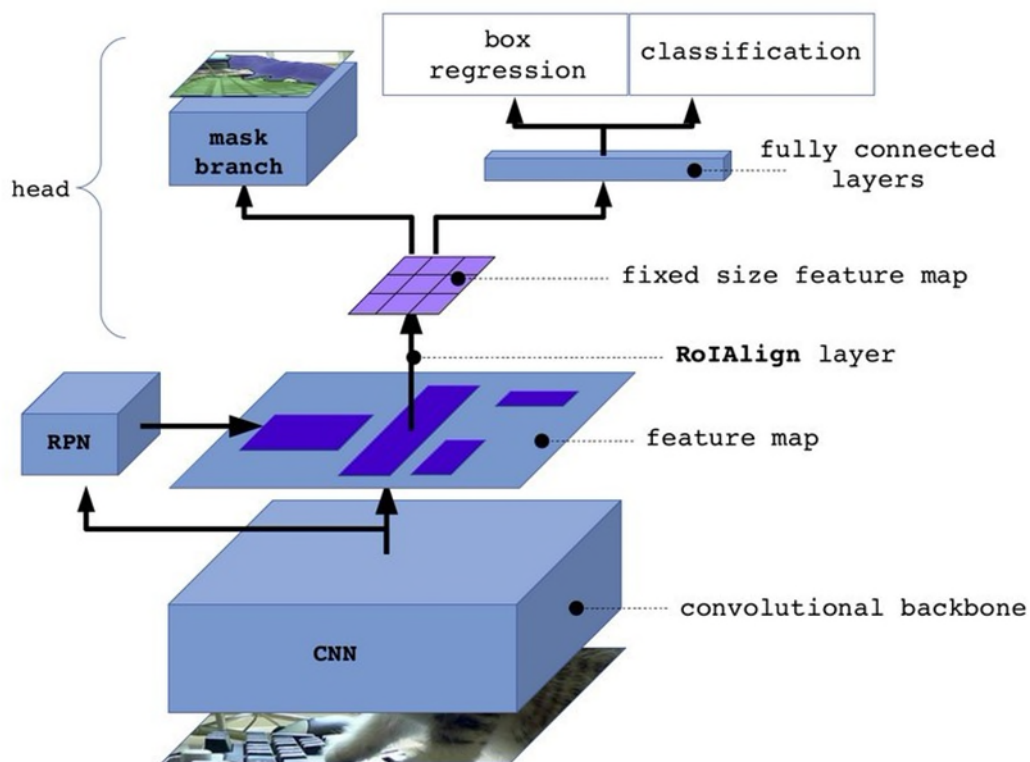 box
regression
classification
mask
branch
fully connected
layers
head
fixed size feature map
RoIAlign layer
RPN
feature map
convolutional backbone
CNN